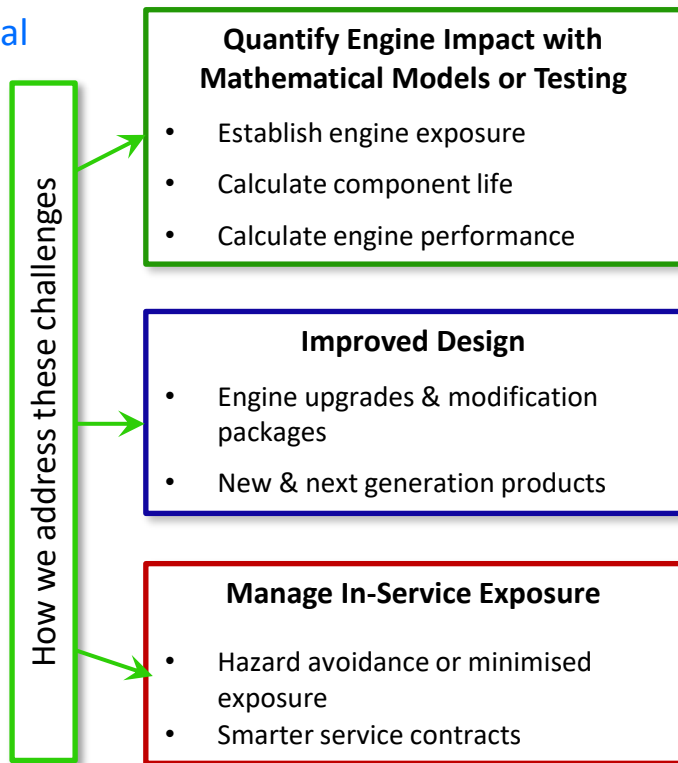 al
How we address these challenges
Quantify Engine Impact with
Mathematical Models or Testing
• Establish engine exposure
• Calculate component life
• Calculate engine performance
Improved Design
• Engine upgrades & modification
packages
• New & next generation products
Manage In-Service Exposure
• Hazard avoidance or minimised
exposure
• Smarter service contracts